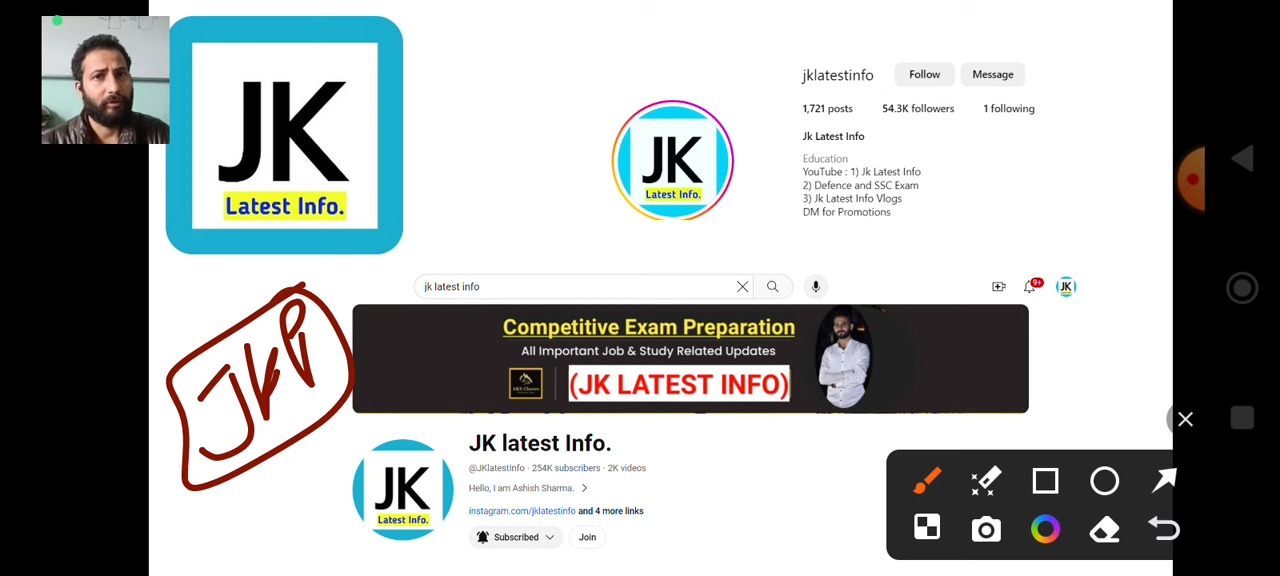 JK
Latest Info.
jklatestinfo
Follow
Message
1,721 posts
54.3K followers
1 following
Jk Latest Info
Education
YouTube : 1) Jk Latest Info
2) Defence and SSC Exam
3) Jk Latest Info Vlogs
DM for Promotions
JK
Latest Info.
jk latest info
9+
JK
JKP
Competitive Exam Preparation
All Important Job & Study Related Updates
(JK LATEST INFO)
JK
Latest Info.
JK latest Info.
@JKlatestInfo · 254K subscribers · 2K videos
Hello, I am Ashish Sharma.
instagram.com/jklatestinfo and 4 more links
Subscribed
Join